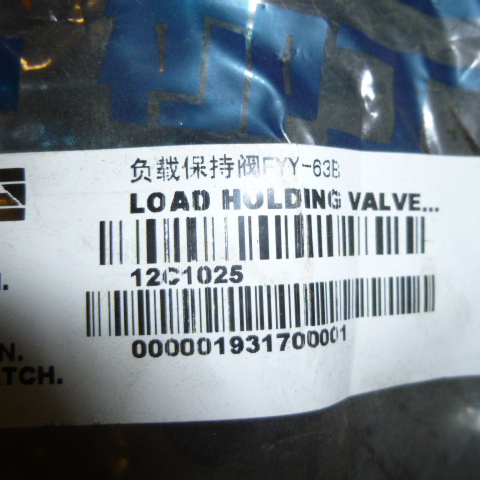 负载保持阀FYY-63B
LOAD HOLDING VALVE...
12C1025
000001931700001
N.
TCH.